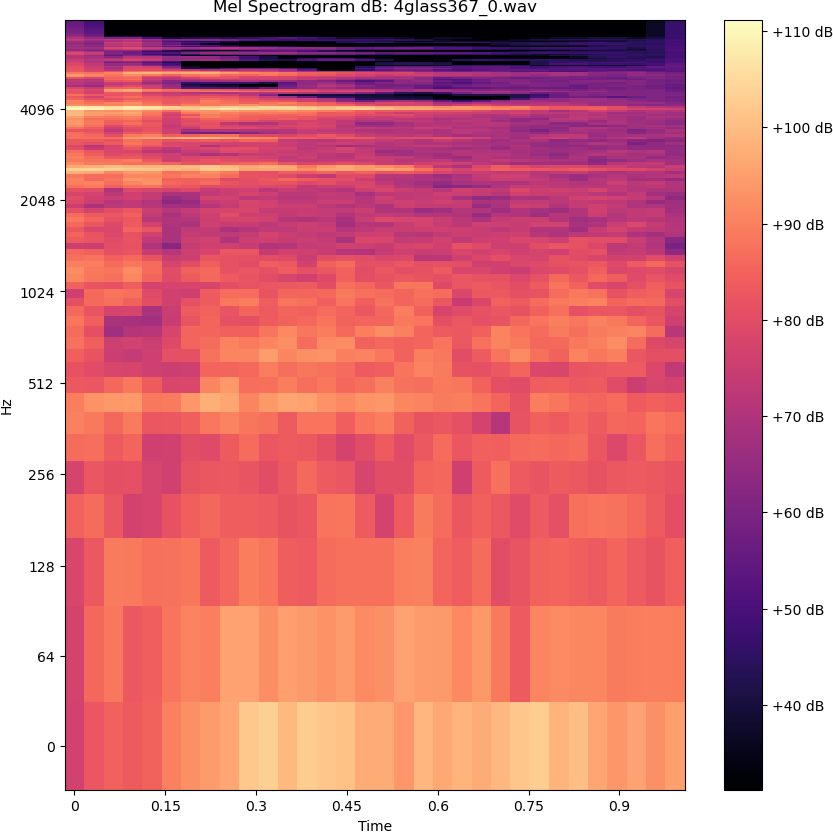 Mel Spectrogram dB: 4glass367_0.wav
Hz
4096
2048
1024
512
256
128
64
0
0 0.15 0.3 0.45 0.6 0.75 0.9
Time
+110 dB
+100 dB
+90 dB
+80 dB
+70 dB
+60 dB
+50 dB
+40 dB